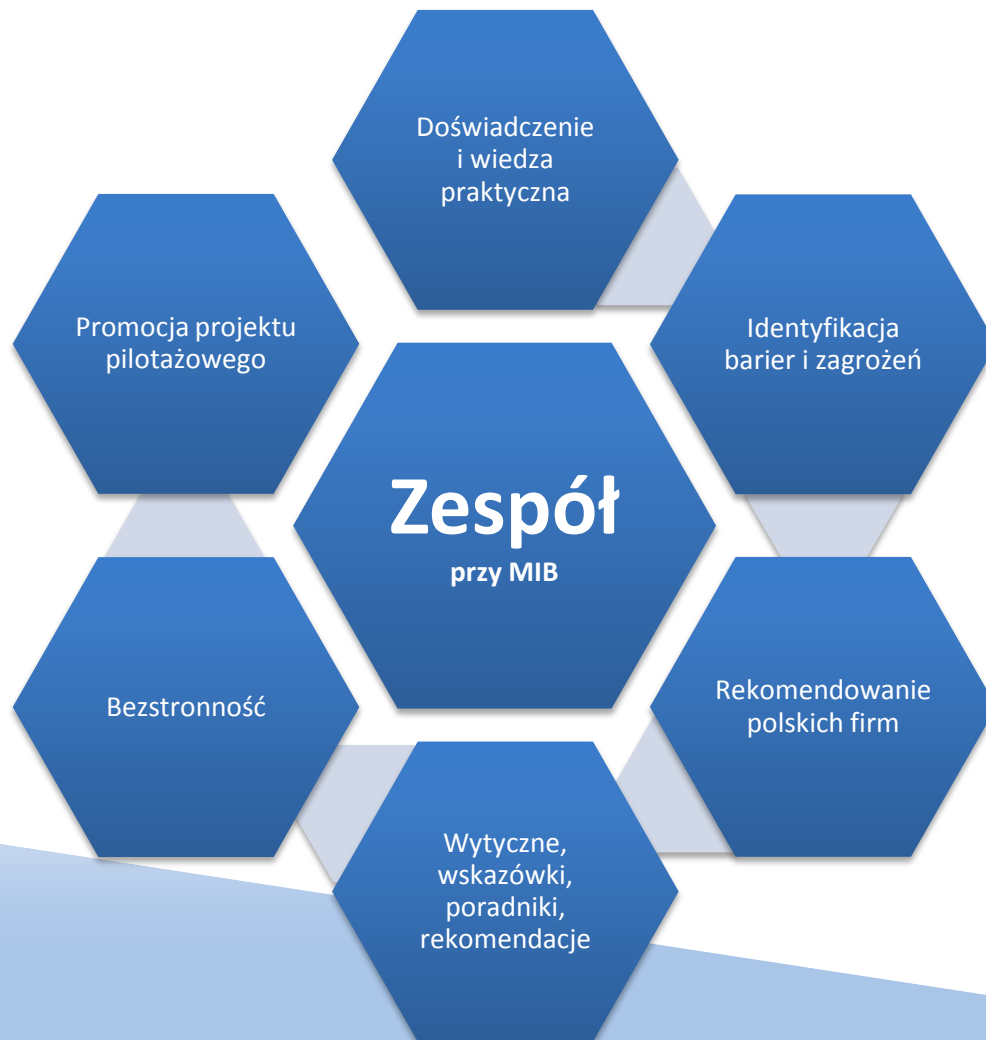 Doświadczenie
i wiedza
praktyczna
Promocja projektu
pilotażowego
Identyfikacja
barier i zagrożeń
Zespół
przy MIB
Bezstronność
Rekomendowanie
polskich firm
Wytyczne,
wskazówki,
poradniki,
rekomendacje